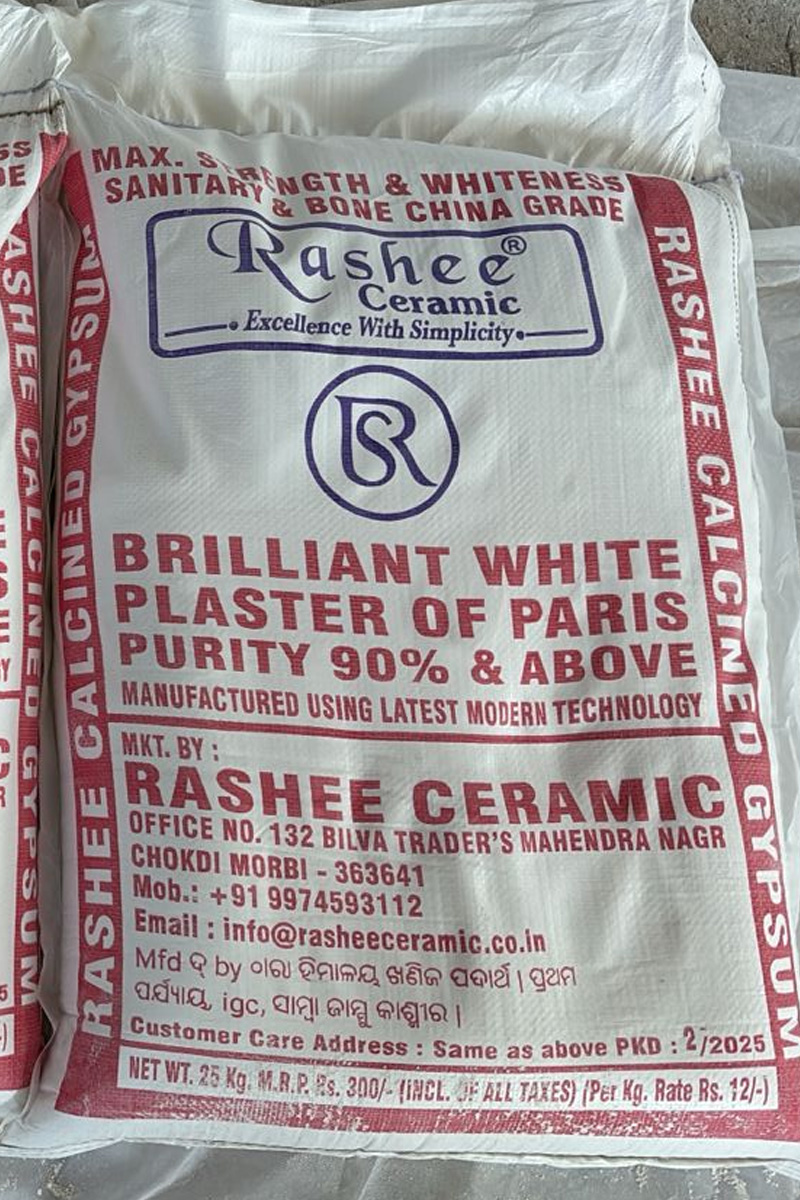 MAX. STRENGTH & WHITENESS
SANITARY & BONE CHINA GRADE
Rashee®
Ceramic
Excellence With Simplicity
RASHEE CALCINED GYPSUM
RASHEE CALCINED GYPSUM
BRILLIANT WHITE
PLASTER OF PARIS
PURITY 90% & ABOVE
MANUFACTURED USING LATEST MODERN TECHNOLOGY
MKT. BY :
RASHEE CERAMIC
OFFICE NO. 132 BILVA TRADER'S MAHENDRA NAGR
CHOKDI MORBI - 363641
Mob.: +91 9974593112
Email : info@rasheeceramic.co.in
Mfd ଦ୍ by ଠାରୁ ହିମାଳୟ ଖଣିଜ ପଦାର୍ଥ | ପ୍ରଥମ
ପର୍ଯ୍ୟାୟ, igc, ସାମ୍ବା ଜାମ୍ମୁ କାଶ୍ମୀର |
Customer Care Address : Same as above PKD : 2/2025
NET WT. 25 Kg. M.R.P. Rs. 300/- (INCL. OF ALL TAXES) (Per Kg. Rate Rs. 12/-)
ASHEE CALCINED GYPSUM